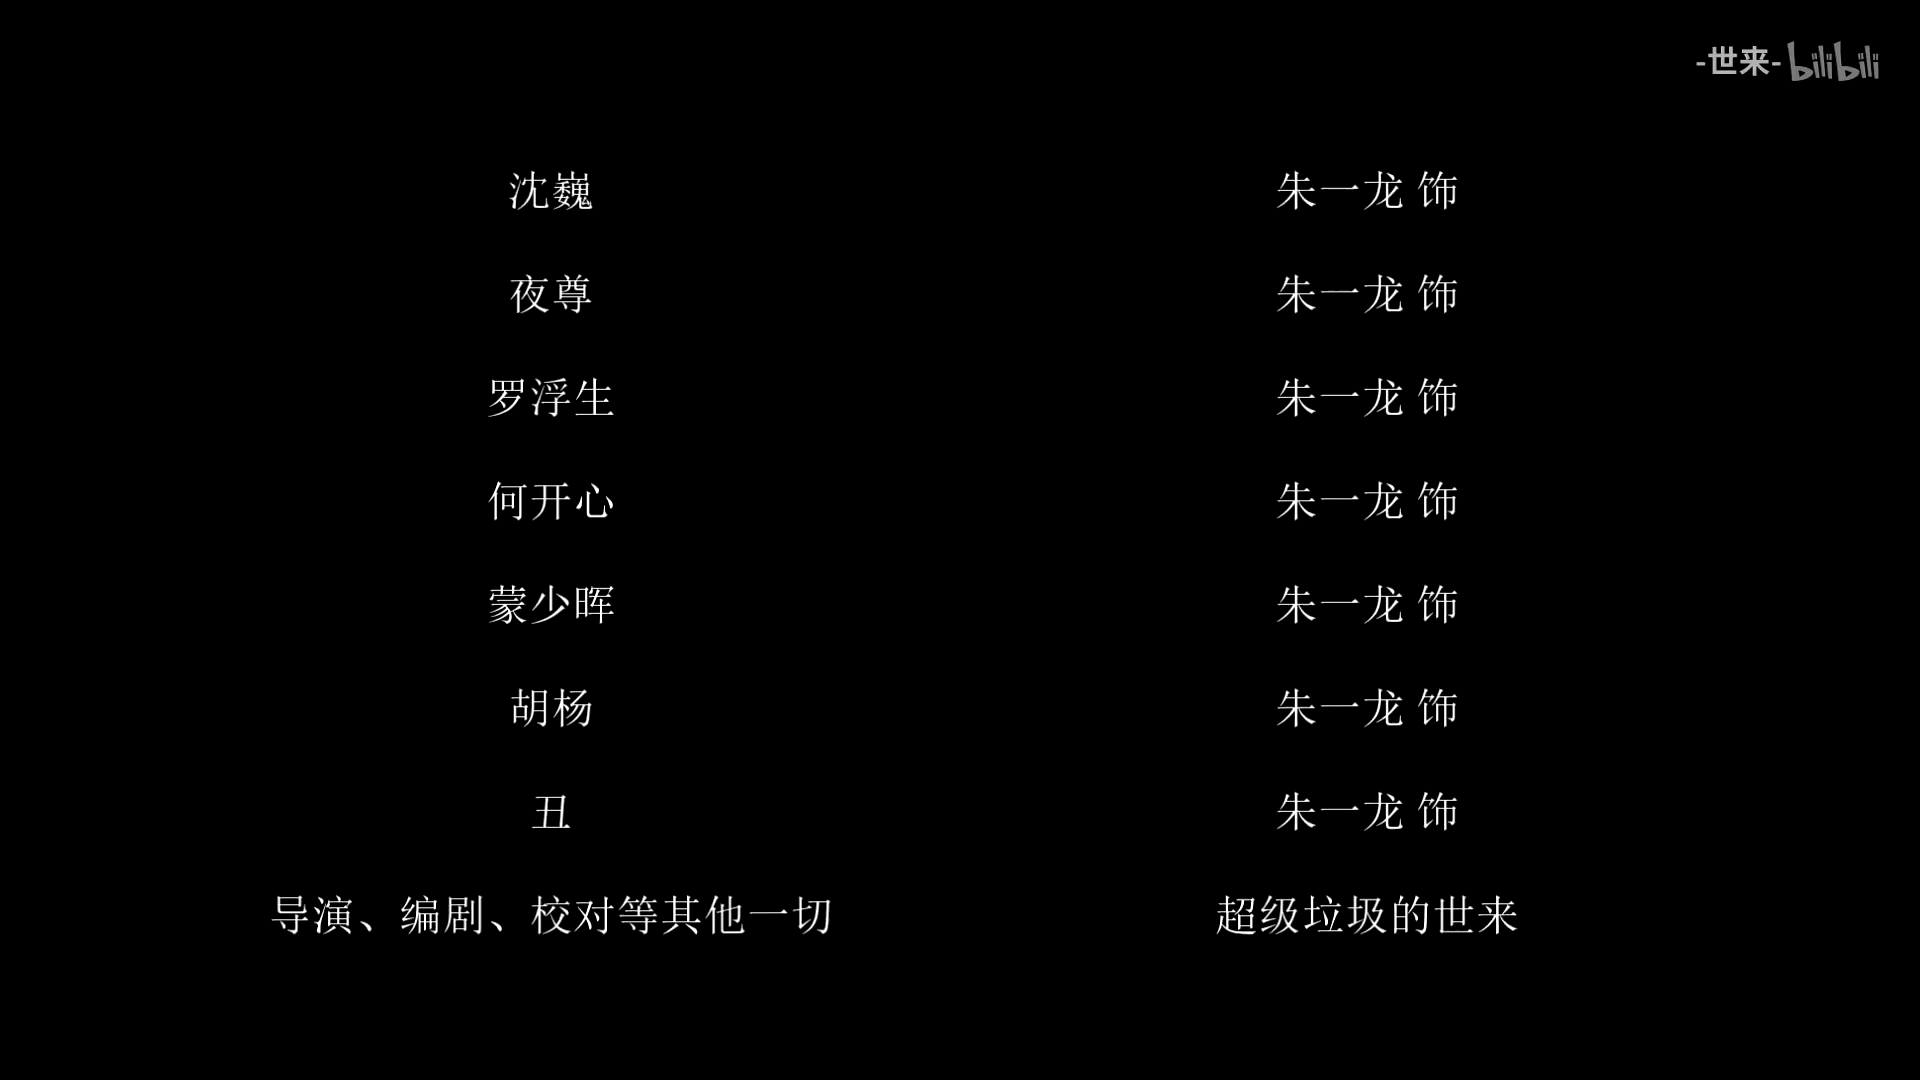 -世来- bilibili
沈巍 朱一龙 饰
夜尊 朱一龙 饰
罗浮生 朱一龙 饰
何开心 朱一龙 饰
蒙少晖 朱一龙 饰
胡杨 朱一龙 饰
丑 朱一龙 饰
导演、编剧、校对等其他一切 超级垃圾的世来